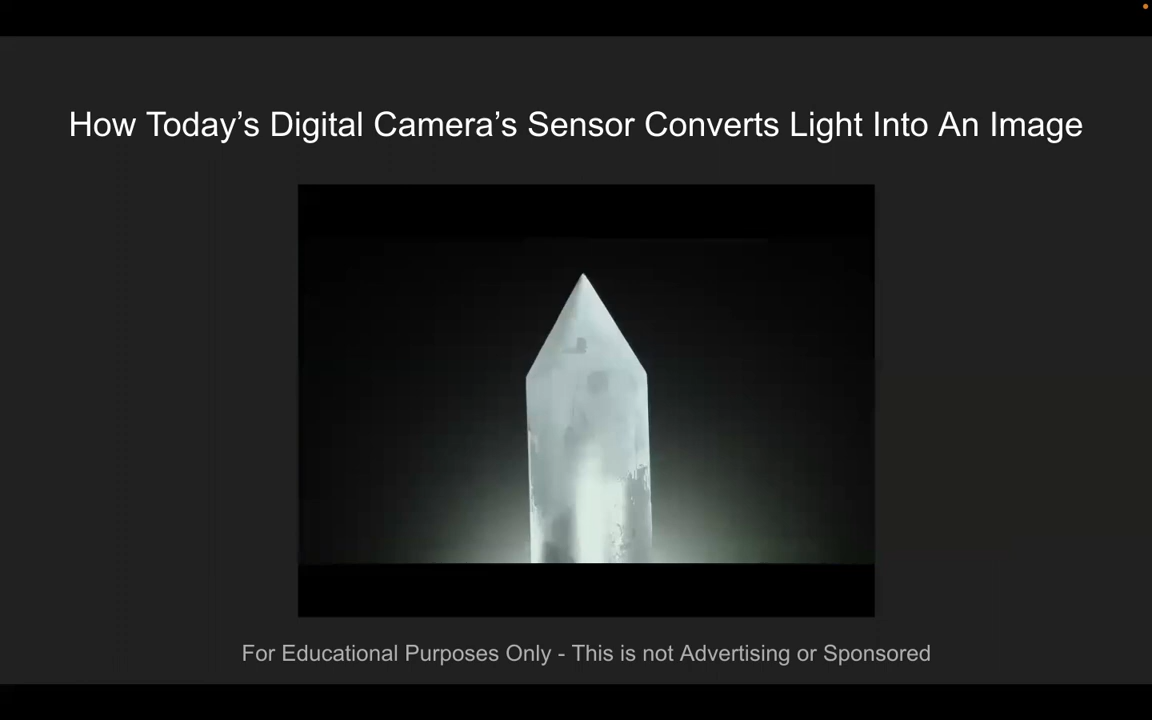 How Today’s Digital Camera’s Sensor Converts Light Into An Image
For Educational Purposes Only - This is not Advertising or Sponsored